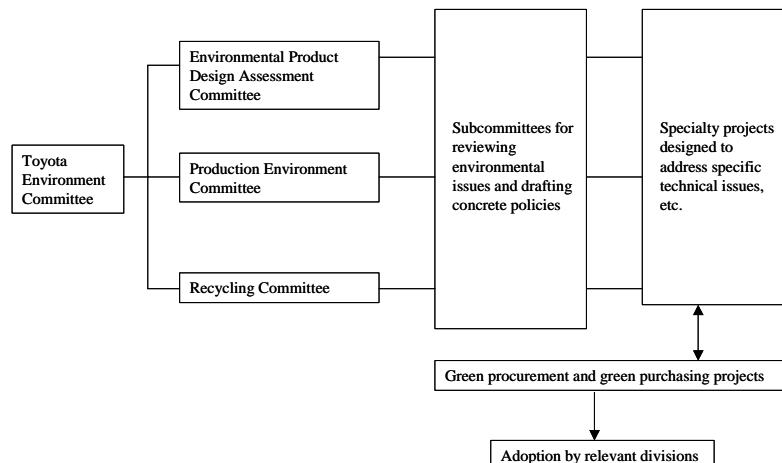 Toyota
Environment
Committee
Environmental Product
Design Assessment
Committee
Production Environment
Committee
Recycling Committee
Subcommittees for
reviewing
environmental
issues and drafting
concrete policies
Specialty projects
designed to
address specific
technical issues,
etc.
Green procurement and green purchasing projects
Adoption by relevant divisions